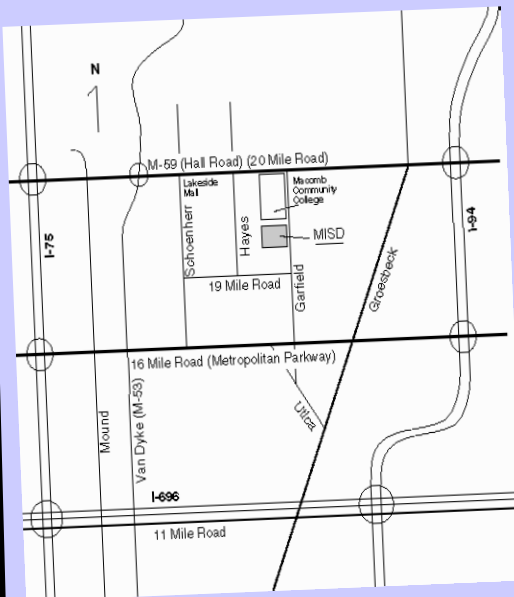 N
M-59 (Hall Road) (20 Mile Road)
Lakeside
Mall
Macomb
Community
College
Schoenherr
Hayes
MISD
I-75
I-94
19 Mile Road
Garfield
Groesbeck
16 Mile Road (Metropolitan Parkway)
Utica
Mound
Van Dyke (M-53)
I-696
11 Mile Road